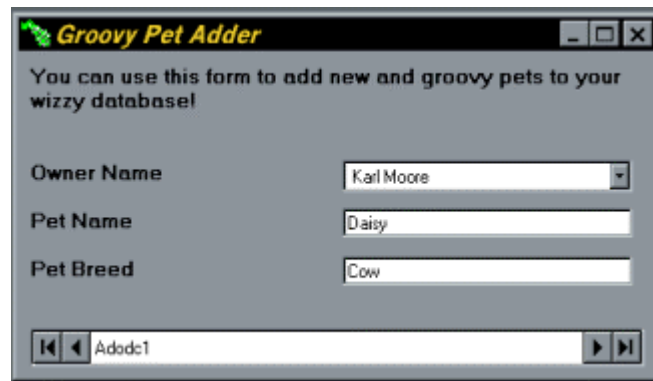 Groovy Pet Adder
You can use this form to add new and groovy pets to your
wizzy database!
Owner Name
Karl Moore
Pet Name
Daisy
Pet Breed
Cow
Adodc1